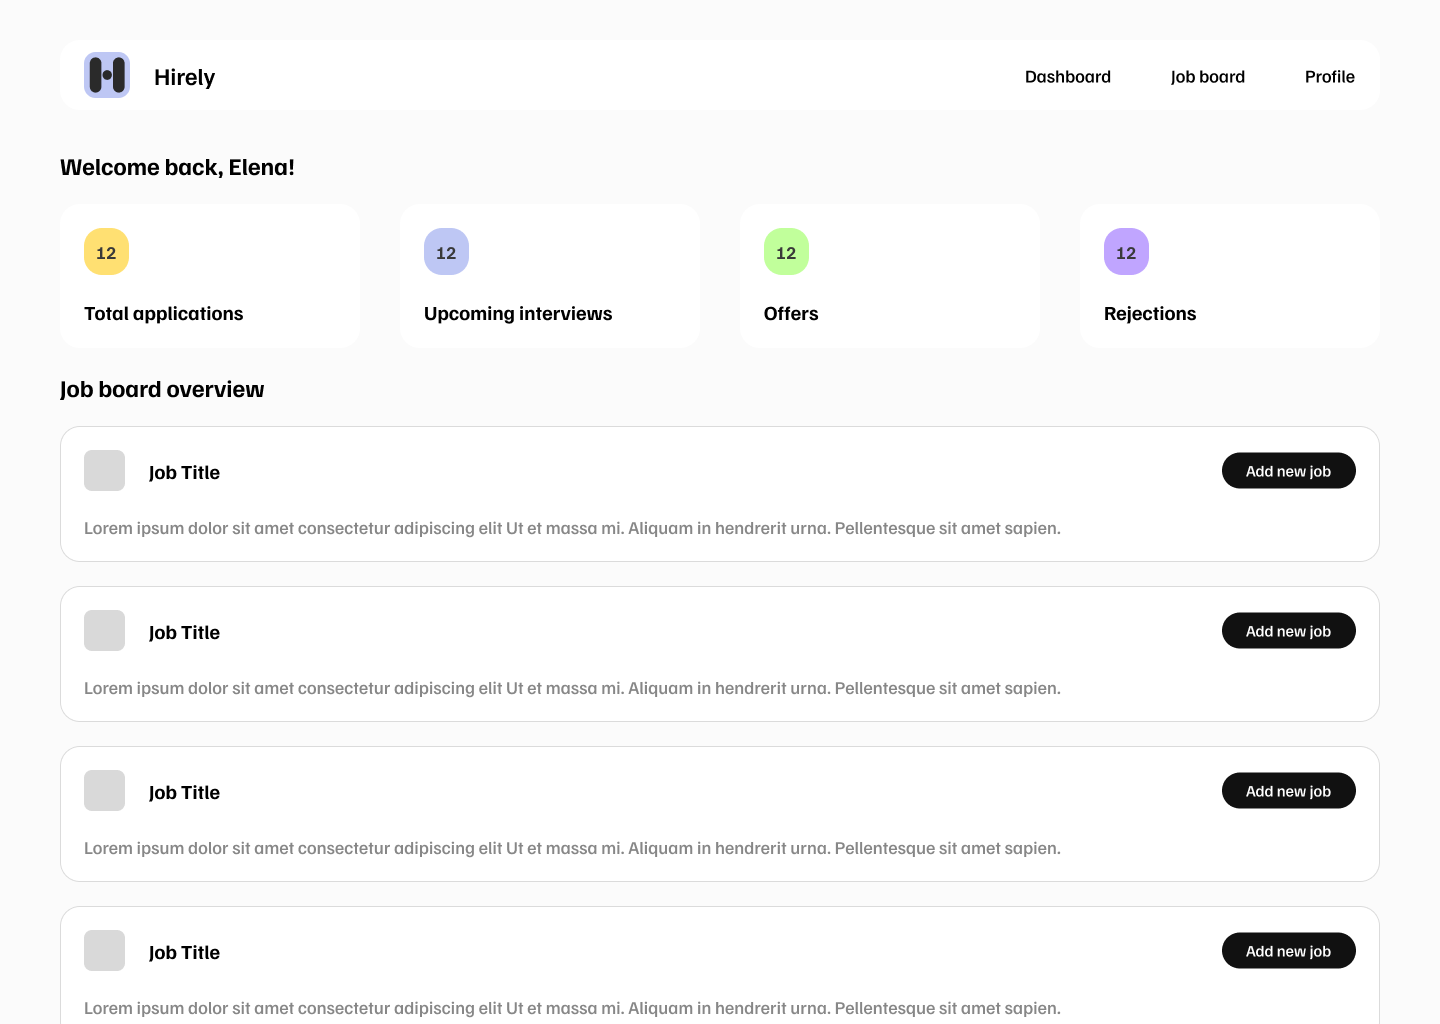 Hirely
Dashboard
Job board
Profile
Welcome back, Elena!
12
Total applications
12
Upcoming interviews
12
Offers
12
Rejections
Job board overview
Job Title
Add new job
Lorem ipsum dolor sit amet consectetur adipiscing elit Ut et massa mi. Aliquam in hendrerit urna. Pellentesque sit amet sapien.
Job Title
Add new job
Lorem ipsum dolor sit amet consectetur adipiscing elit Ut et massa mi. Aliquam in hendrerit urna. Pellentesque sit amet sapien.
Job Title
Add new job
Lorem ipsum dolor sit amet consectetur adipiscing elit Ut et massa mi. Aliquam in hendrerit urna. Pellentesque sit amet sapien.
Job Title
Add new job
Lorem ipsum dolor sit amet consectetur adipiscing elit Ut et massa mi. Aliquam in hendrerit urna. Pellentesque sit amet sapien.